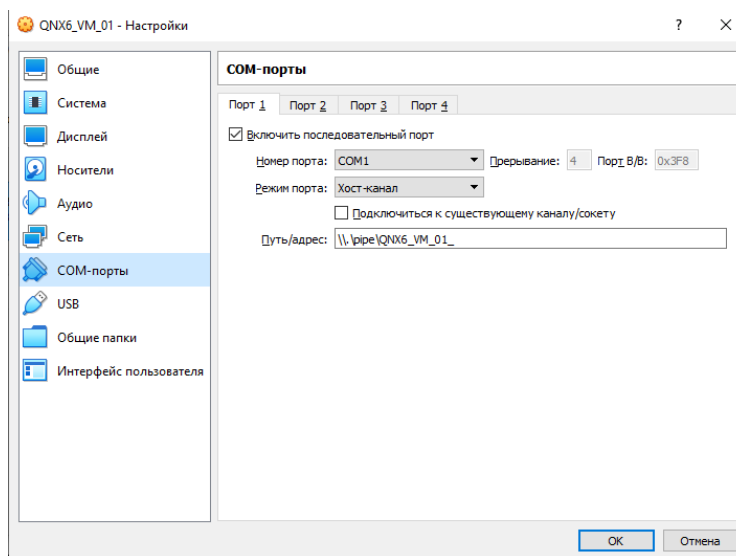 QNX6_VM_01 - Настройки
?
Общие
Система
Дисплей
Носители
Аудио
Сеть
COM-порты
USB
Общие папки
Интерфейс пользователя
COM-порты
Порт 1 Порт 2 Порт 3 Порт 4
Включить последовательный порт
Номер порта: COM1 Прерывание: 4 Порт В/В: 0x3F8
Режим порта: Хост-канал
Подключиться к существующему каналу/сокету
Путь/адрес: \\.\pipe\QNX6_VM_01_
OK Отмена